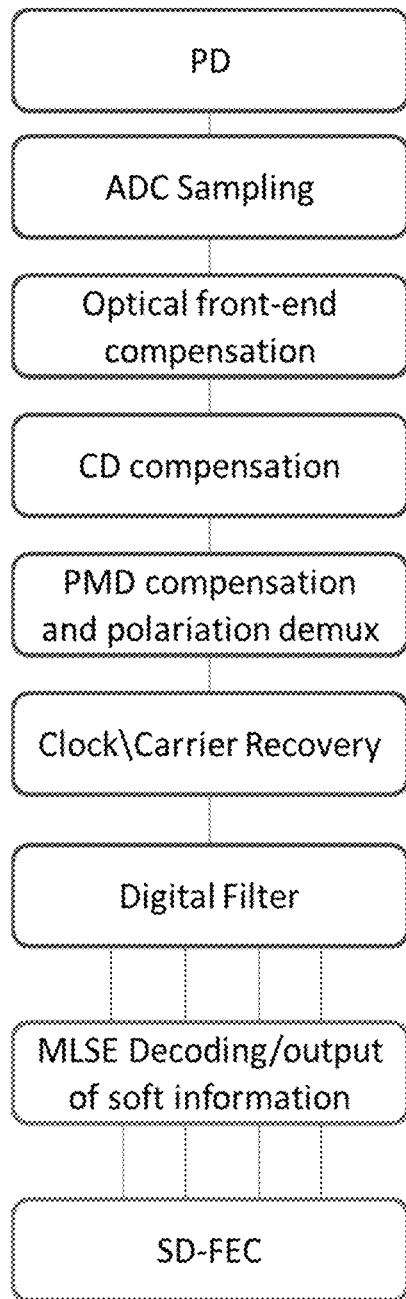 PD
ADC Sampling
Optical front-end
compensation
CD compensation
PMD compensation
and polariation demux
Clock\Carrier Recovery
Digital Filter
MLSE Decoding/output
of soft information
SD-FEC